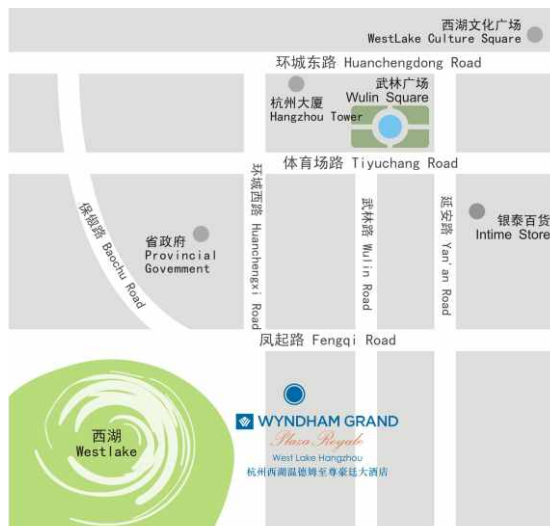 西湖文化广场
WestLake Culture Square
环城东路 Huanchengdong Road
杭州大厦
Hangzhou Tower
武林广场
Wulin Square
体育场路 Tiyuchang Road
保俶路 Baochu Road
省政府
Provincial
Govenment
环城西路 Huanchengxi Road
武林路 Wulin Road
延安路 Yan'an Road
银泰百货
Intime Store
凤起路 Fengqi Road
西湖
Westlake
WYNDHAM GRAND
Plaza Royale
West Lake Hangzhou
杭州西湖温德姆至尊豪廷大酒店